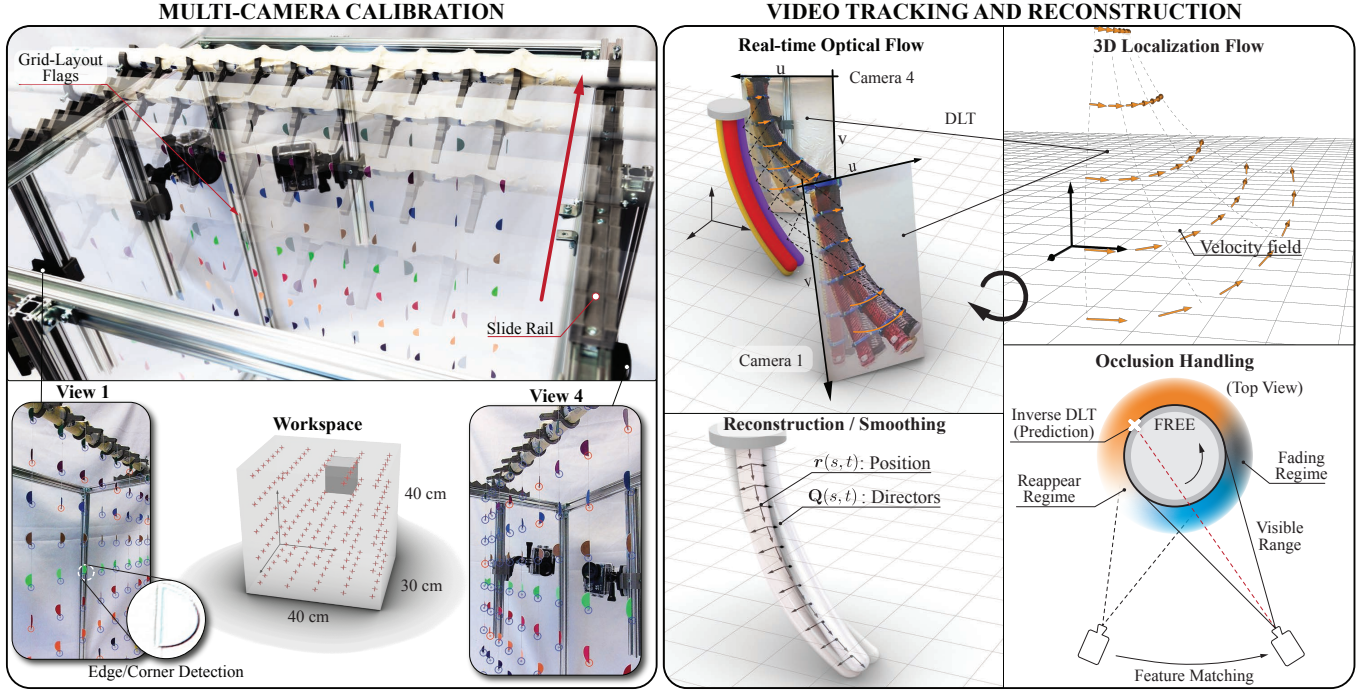 MULTI-CAMERA CALIBRATION
Grid-Layout
Flags
Slide Rail
View 1
Workspace
View 4
40 cm
30 cm
40 cm
Edge/Corner Detection
VIDEO TRACKING AND RECONSTRUCTION
Real-time Optical Flow
u
Camera 4
v
u
DLT
v
Camera 1
3D Localization Flow
Velocity field
Reconstruction / Smoothing
r(s, t): Position
Q(s, t): Directors
Occlusion Handling
(Top View)
Inverse DLT
(Prediction)
FREE
Reappear
Regime
Fading
Regime
Visible
Range
Feature Matching